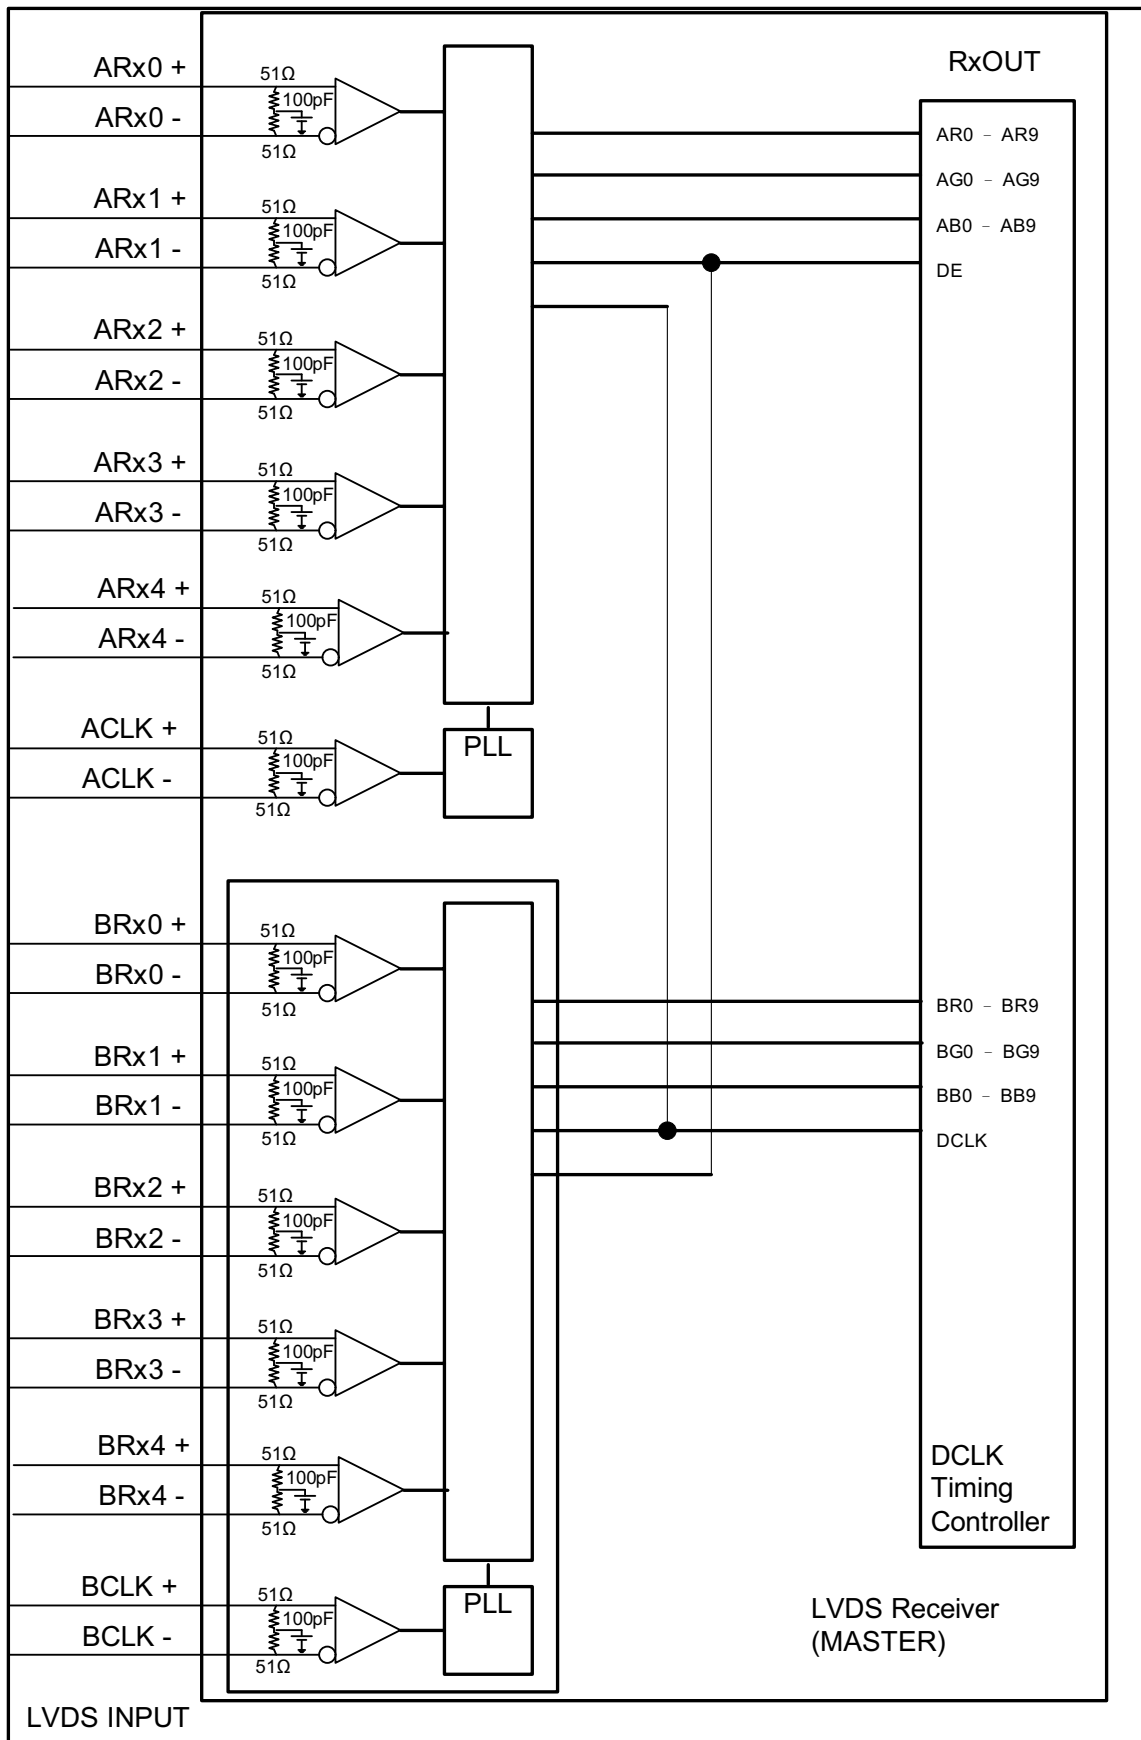 RxOUT
ARx0 +
51Ω
100pF
ARx0 -
51Ω
AR0 - AR9
AG0 - AG9
ARx1 +
51Ω
100pF
AB0 - AB9
ARx1 -
51Ω
DE
ARx2 +
51Ω
100pF
ARx2 -
51Ω
ARx3 +
51Ω
100pF
ARx3 -
51Ω
ARx4 +
51Ω
100pF
ARx4 -
51Ω
ACLK +
51Ω
100pF
PLL
ACLK -
51Ω
BRx0 +
51Ω
100pF
BRx0 -
51Ω
BR0 - BR9
BG0 - BG9
BRx1 +
51Ω
100pF
BB0 - BB9
BRx1 -
51Ω
DCLK
BRx2 +
51Ω
100pF
BRx2 -
51Ω
BRx3 +
51Ω
100pF
BRx3 -
51Ω
BRx4 +
51Ω
100pF
BRx4 -
51Ω
DCLK
Timing
Controller
BCLK +
51Ω
100pF
PLL
BCLK -
51Ω
LVDS Receiver
(MASTER)
LVDS INPUT